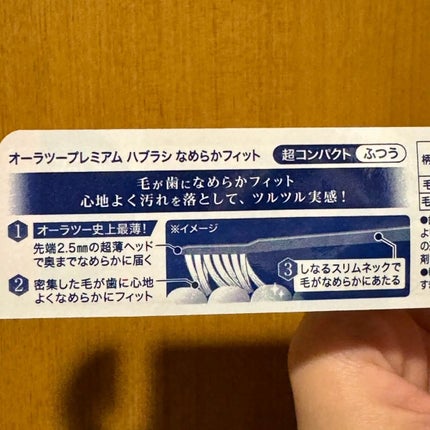 オーラツープレミアム ハブラシ なめらかフィット 超コンパクト ふつう
毛が歯になめらかフィット
心地よく汚れを落として、ツルツル実感!
1 オーラツー史上最薄!
先端2.5mmの超薄ヘッド
で奥までなめらかに届く
2 密集した毛が歯に心地
よくなめらかにフィット
※イメージ
3 しなるスリムネックで
毛がなめらかにあたる
柄
毛
毛